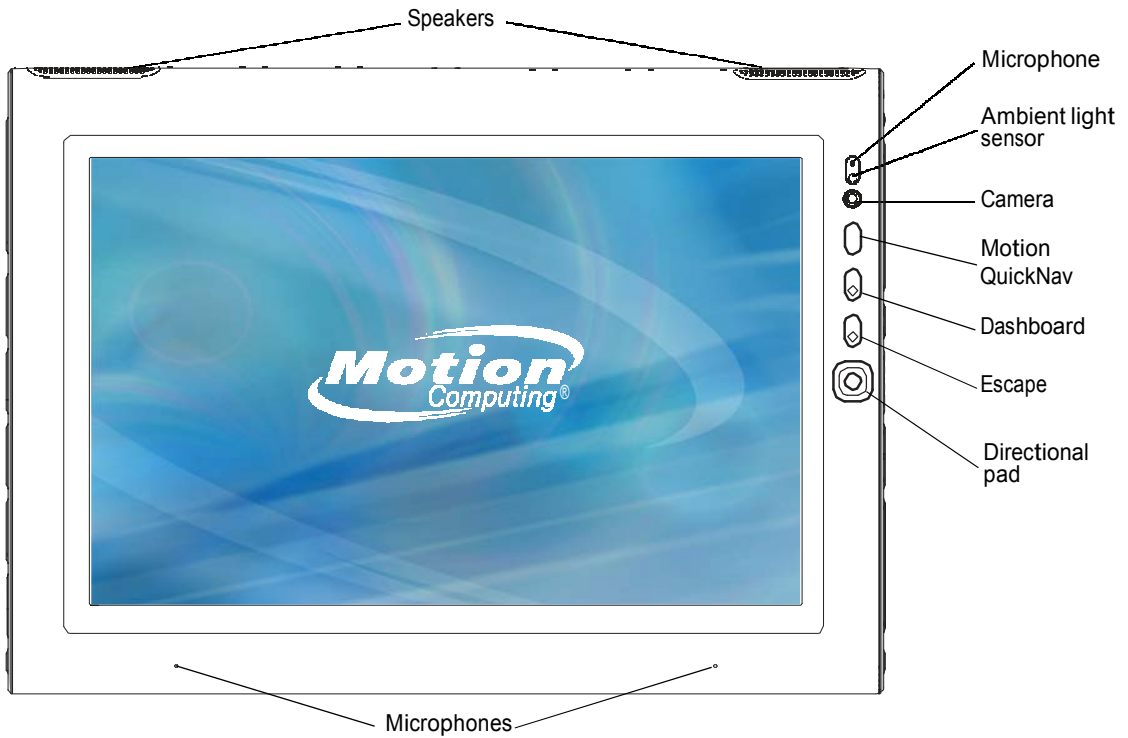 Speakers
Microphone
Ambient light
sensor
Camera
Motion
QuickNav
Dashboard
Escape
Directional
pad
Motion
Computing®
Microphones